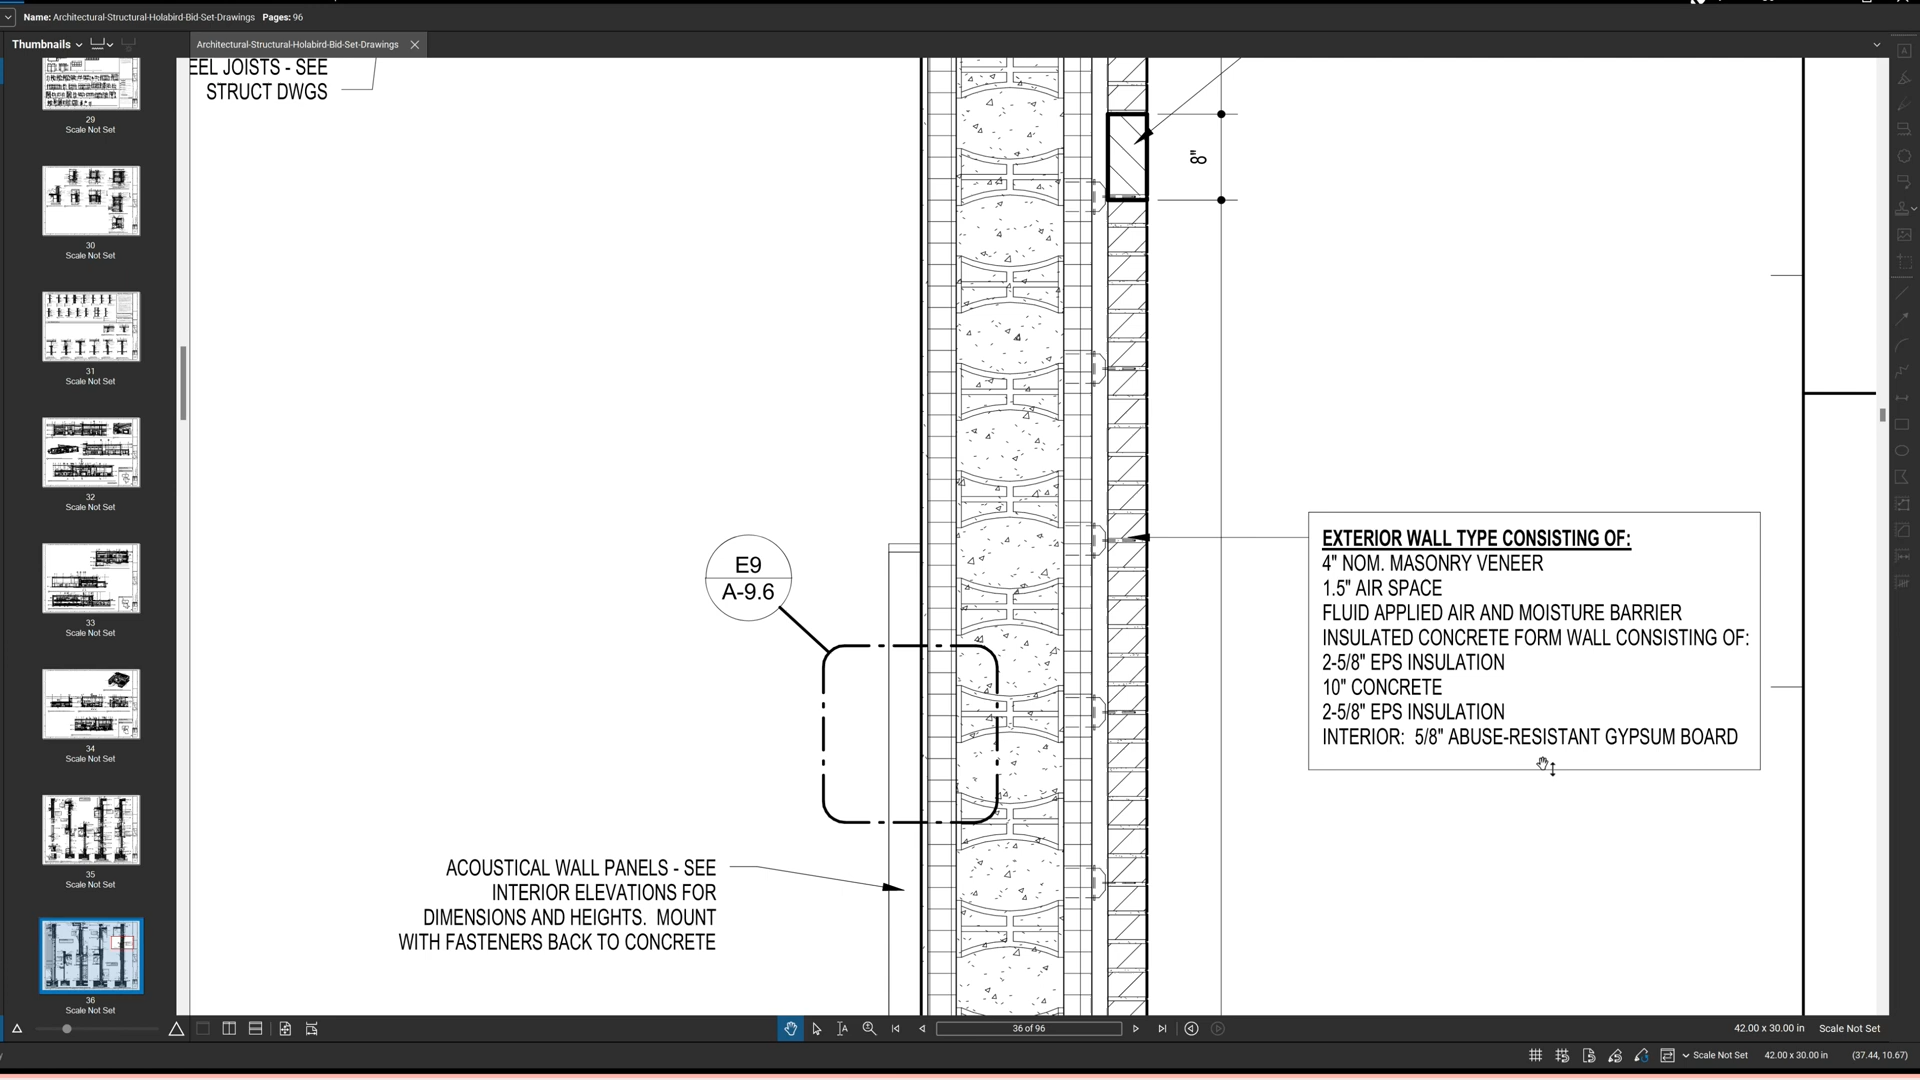 Name: Architectural-Structural-Holabird-Bid-Set-Drawings Pages: 96
Thumbnails
Architectural-Structural-Holabird-Bid-Set-Drawings
29
Scale Not Set
30
Scale Not Set
31
Scale Not Set
32
Scale Not Set
33
Scale Not Set
34
Scale Not Set
35
Scale Not Set
36
Scale Not Set
EEL JOISTS - SEE
STRUCT DWGS
8"
E9
A-9.6
EXTERIOR WALL TYPE CONSISTING OF:
4" NOM. MASONRY VENEER
1.5" AIR SPACE
FLUID APPLIED AIR AND MOISTURE BARRIER
INSULATED CONCRETE FORM WALL CONSISTING OF:
2-5/8" EPS INSULATION
10" CONCRETE
2-5/8" EPS INSULATION
INTERIOR: 5/8" ABUSE-RESISTANT GYPSUM BOARD
ACOUSTICAL WALL PANELS - SEE
INTERIOR ELEVATIONS FOR
DIMENSIONS AND HEIGHTS. MOUNT
WITH FASTENERS BACK TO CONCRETE
36 of 96
42.00 x 30.00 in Scale Not Set
Scale Not Set 42.00 x 30.00 in (37.44, 10.67)